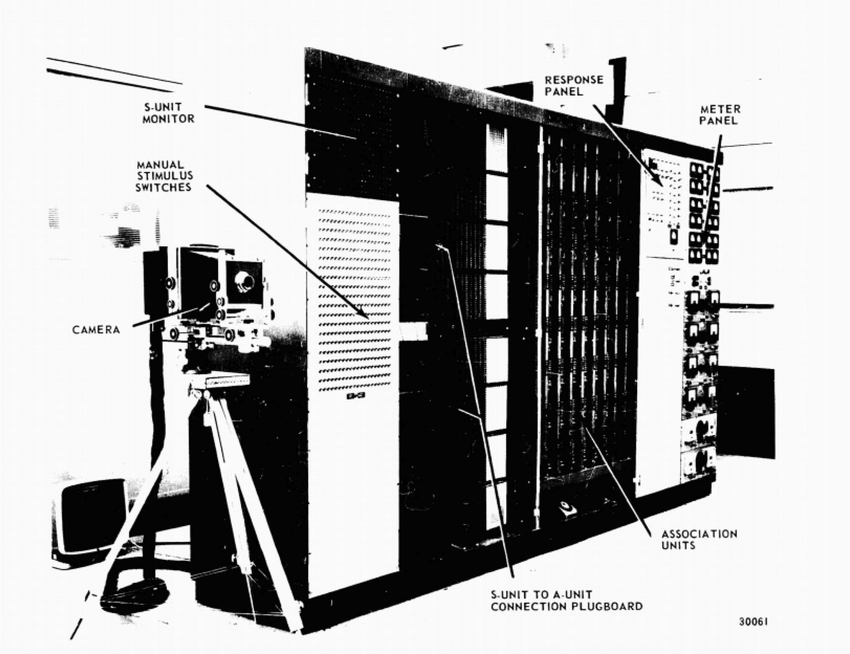 RESPONSE
PANEL
METER
PANEL
S-UNIT
MONITOR
MANUAL
STIMULUS
SWITCHES
CAMERA
ASSOCIATION
UNITS
S-UNIT TO A-UNIT
CONNECTION PLUGBOARD
30061